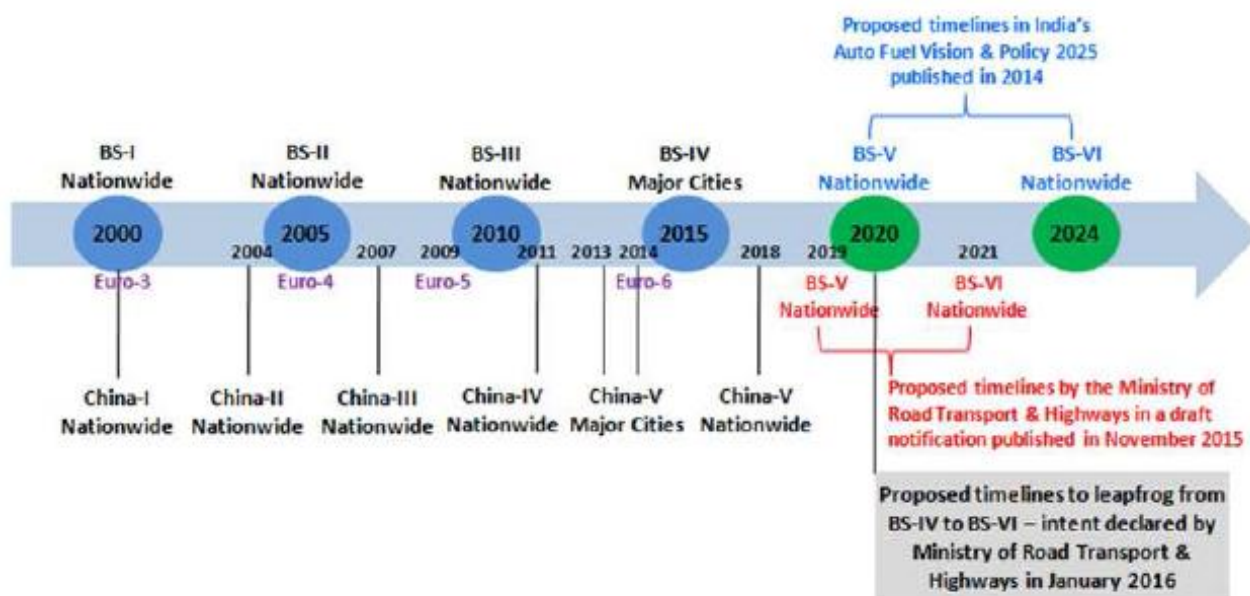 Proposed timelines in India's
Auto Fuel Vision & Policy 2025
published in 2014
BS-I
Nationwide
BS-II
Nationwide
BS-III
Nationwide
BS-IV
Major Cities
BS-V
Nationwide
BS-VI
Nationwide
2000
2005
2010
2015
2020
2024
2004
2007
2009
2011
2013
2014
2018
2019
2021
Euro-3
Euro-4
Euro-5
Euro-6
BS-V
Nationwide
BS-VI
Nationwide
China-I
Nationwide
China-II
Nationwide
China-III
Nationwide
China-IV
Nationwide
China-V
Major Cities
China-V
Nationwide
Proposed timelines by the Ministry of
Road Transport & Highways in a draft
notification published in November 2015
Proposed timelines to leapfrog from
BS-IV to BS-VI – intent declared by
Ministry of Road Transport &
Highways in January 2016